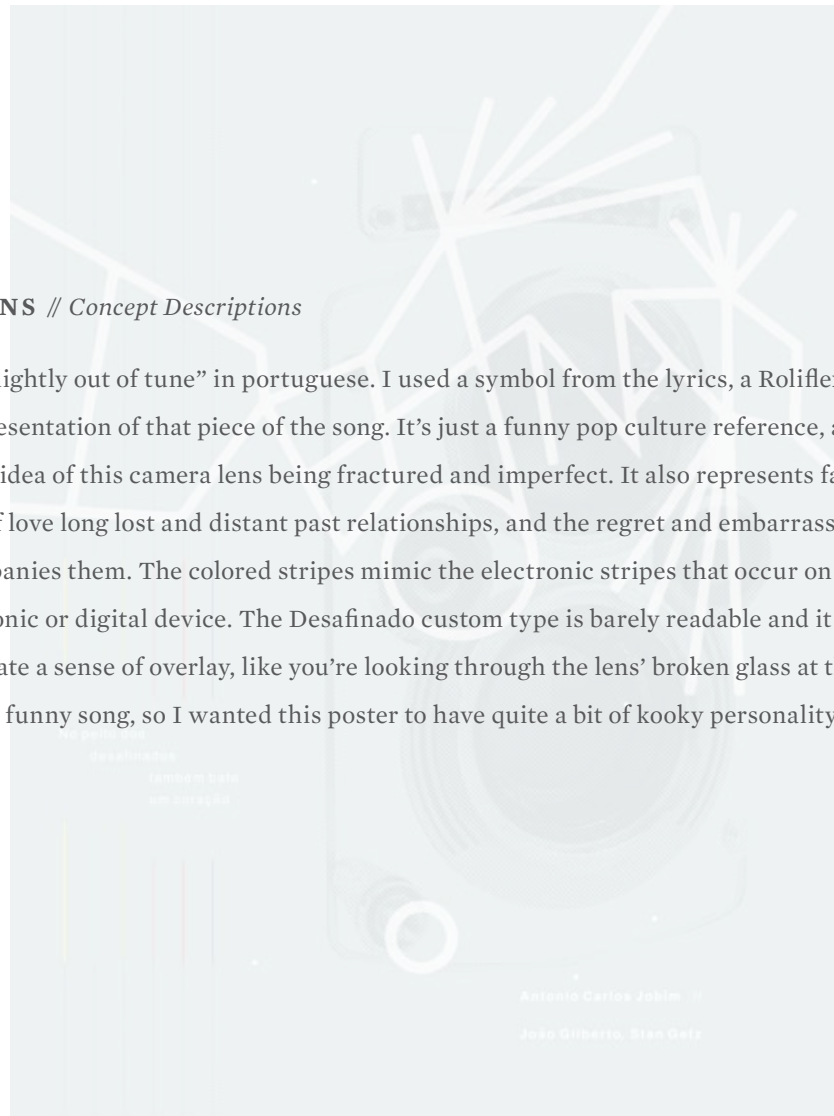 NS // Concept Descriptions
ightly out of tune” in portuguese. I used a symbol from the lyrics, a Rolifle
esentation of that piece of the song. It’s just a funny pop culture reference, a
idea of this camera lens being fractured and imperfect. It also represents fa
f love long lost and distant past relationships, and the regret and embarrass
anies them. The colored stripes mimic the electronic stripes that occur on
onic or digital device. The Desafinado custom type is barely readable and it
ate a sense of overlay, like you’re looking through the lens’ broken glass at t
funny song, so I wanted this poster to have quite a bit of kooky personality
No peito dos
desafinados
também bate
um coração
Antonio Carlos Jobim
João Gilberto, Stan Getz